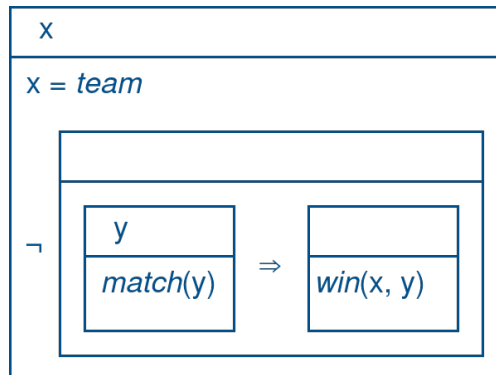 x
x = team
y
¬ match(y) ⇒ win(x, y)